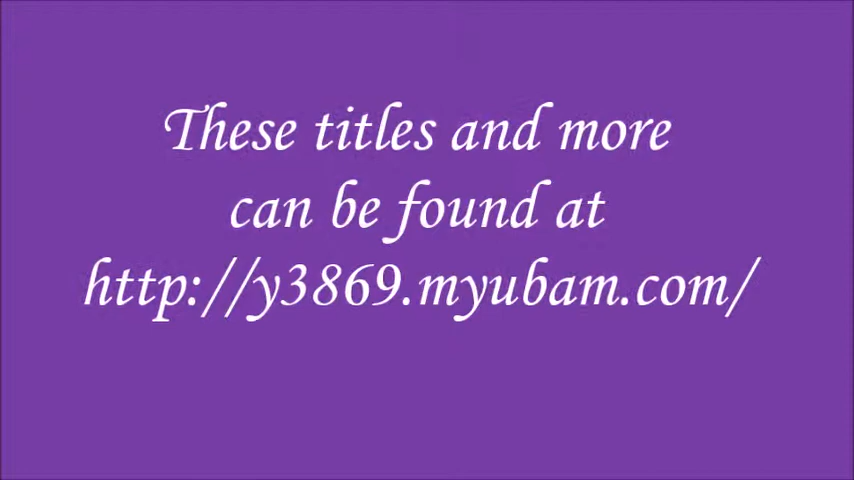 These titles and more
can be found at
http://y3869.myubam.com/